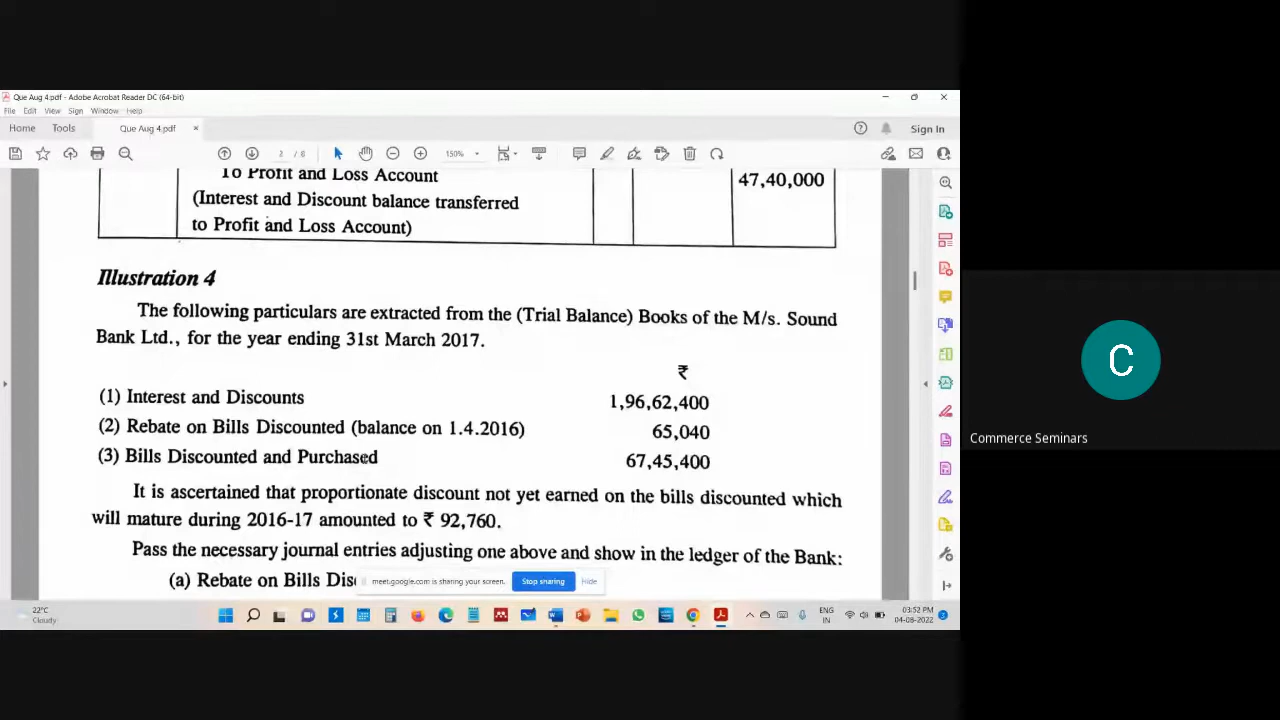 Que Aug 4.pdf - Adobe Acrobat Reader DC (64-bit)
File Edit View Sign Window Help
Home Tools Que Aug 4.pdf × Sign In
2 / 8 150%
To Profit and Loss Account 47,40,000
(Interest and Discount balance transferred
to Profit and Loss Account)
Illustration 4
The following particulars are extracted from the (Trial Balance) Books of the M/s. Sound
Bank Ltd., for the year ending 31st March 2017.
₹
(1) Interest and Discounts 1,96,62,400
(2) Rebate on Bills Discounted (balance on 1.4.2016) 65,040
(3) Bills Discounted and Purchased 67,45,400
It is ascertained that proportionate discount not yet earned on the bills discounted which
will mature during 2016-17 amounted to ₹ 92,760.
Pass the necessary journal entries adjusting one above and show in the ledger of the Bank:
(a) Rebate on Bills Dis
meet.google.com is sharing your screen. Stop sharing Hide
22°C
Cloudy
ENG
IN
03:52 PM
04-08-2022
C
Commerce Seminars